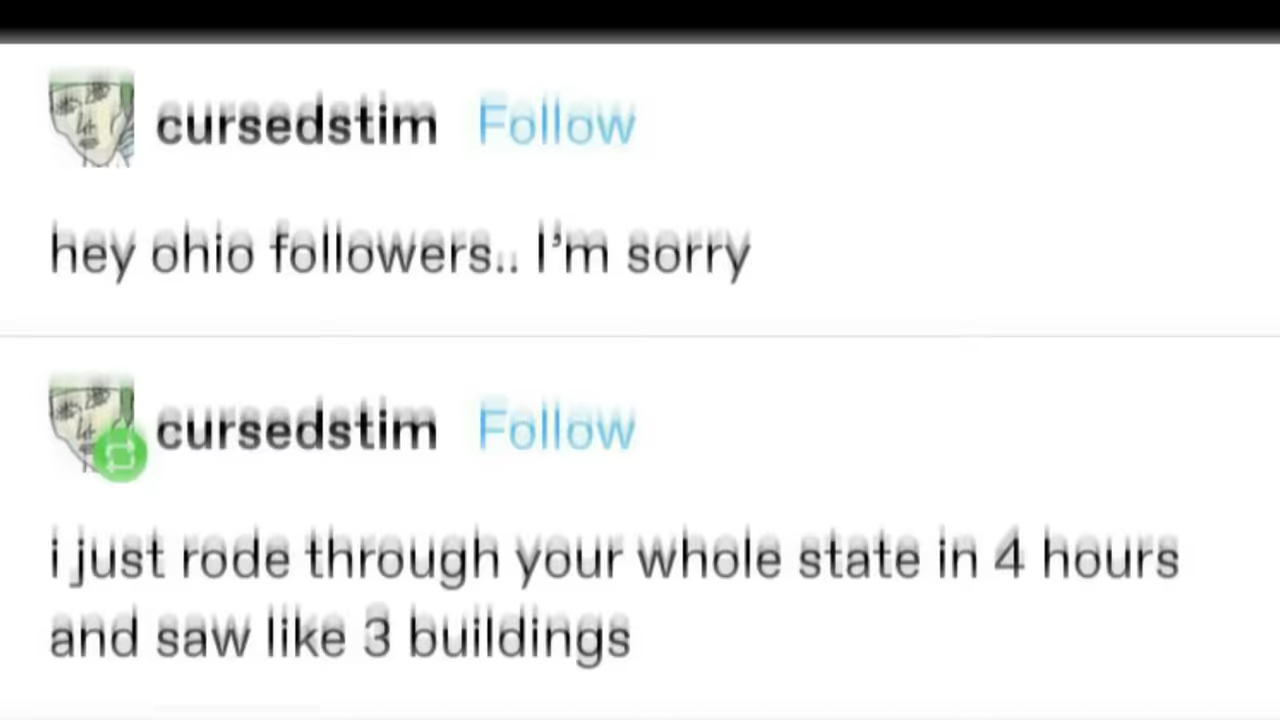 cursedstim Follow
hey ohio followers.. I'm sorry
cursedstim Follow
i just rode through your whole state in 4 hours
and saw like 3 buildings